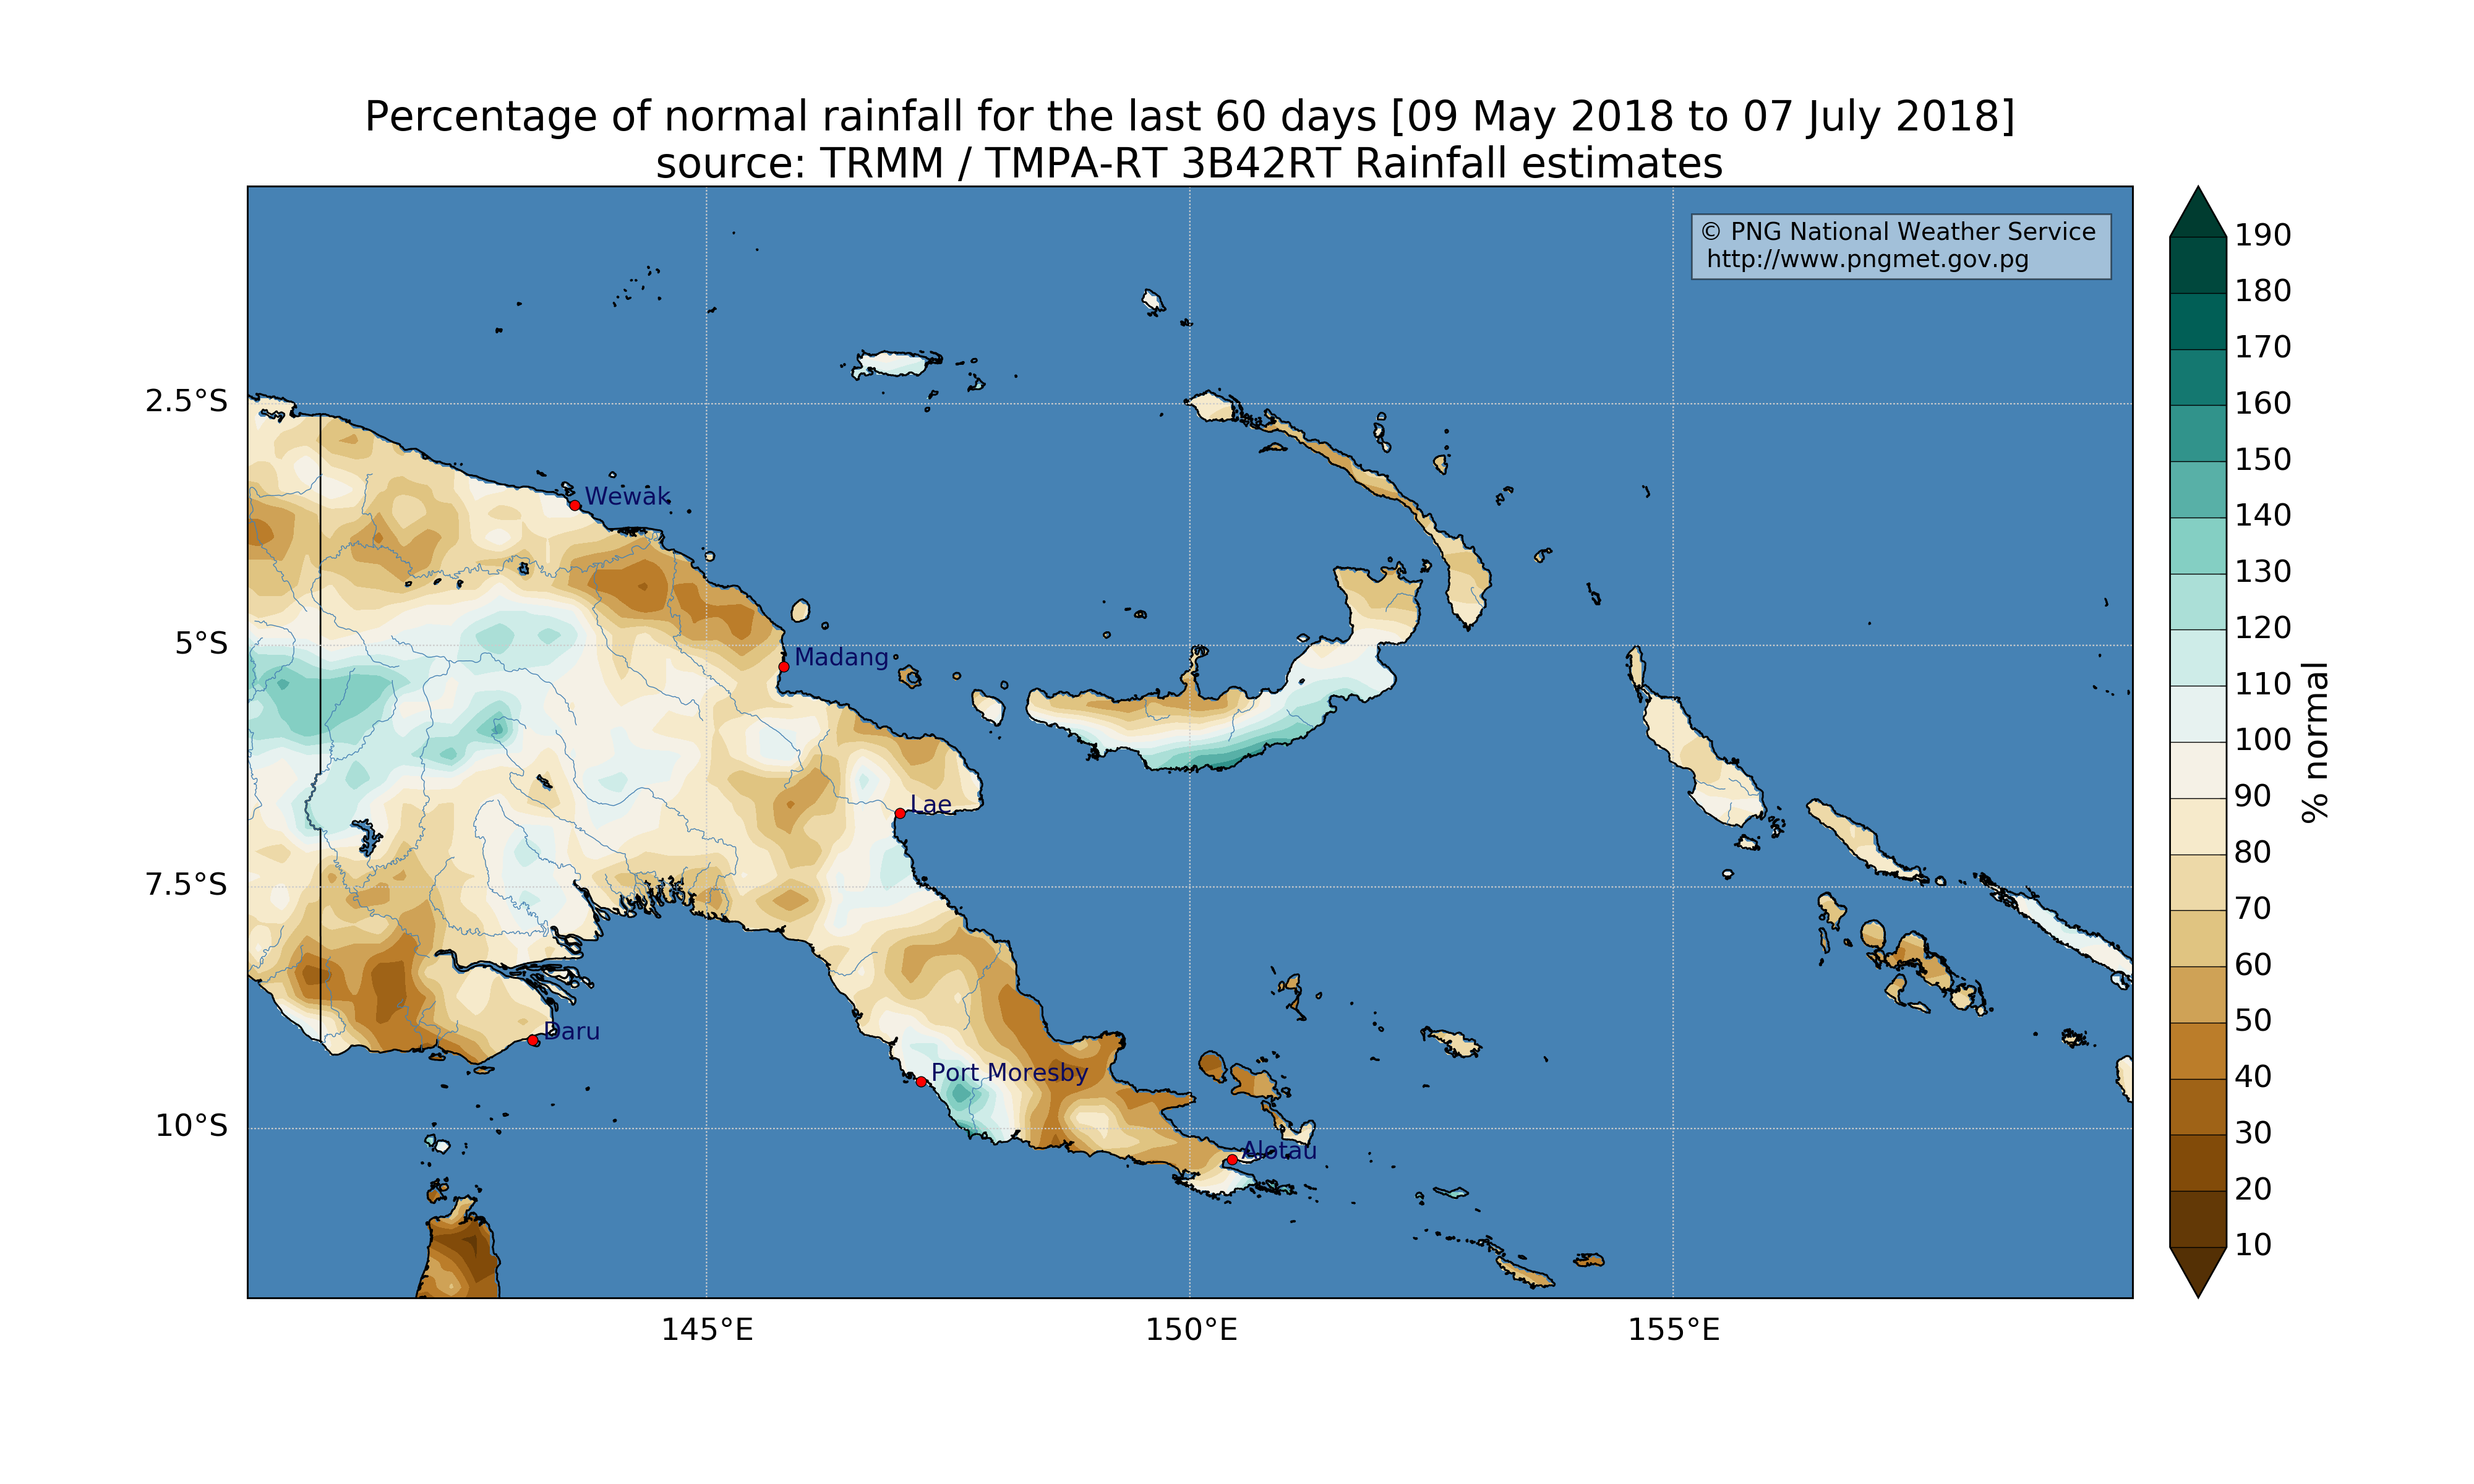 Percentage of normal rainfall for the last 60 days [09 May 2018 to 07 July 2018]
source: TRMM / TMPA-RT 3B42RT Rainfall estimates
© PNG National Weather Service
http://www.pngmet.gov.pg
190
180
170
160
150
140
130
120
110
100
90
80
70
60
50
40
30
20
10
% normal
2.5°S
5°S
7.5°S
10°S
Wewak
Madang
Lae
Daru
Port Moresby
Alotau
145°E
150°E
155°E